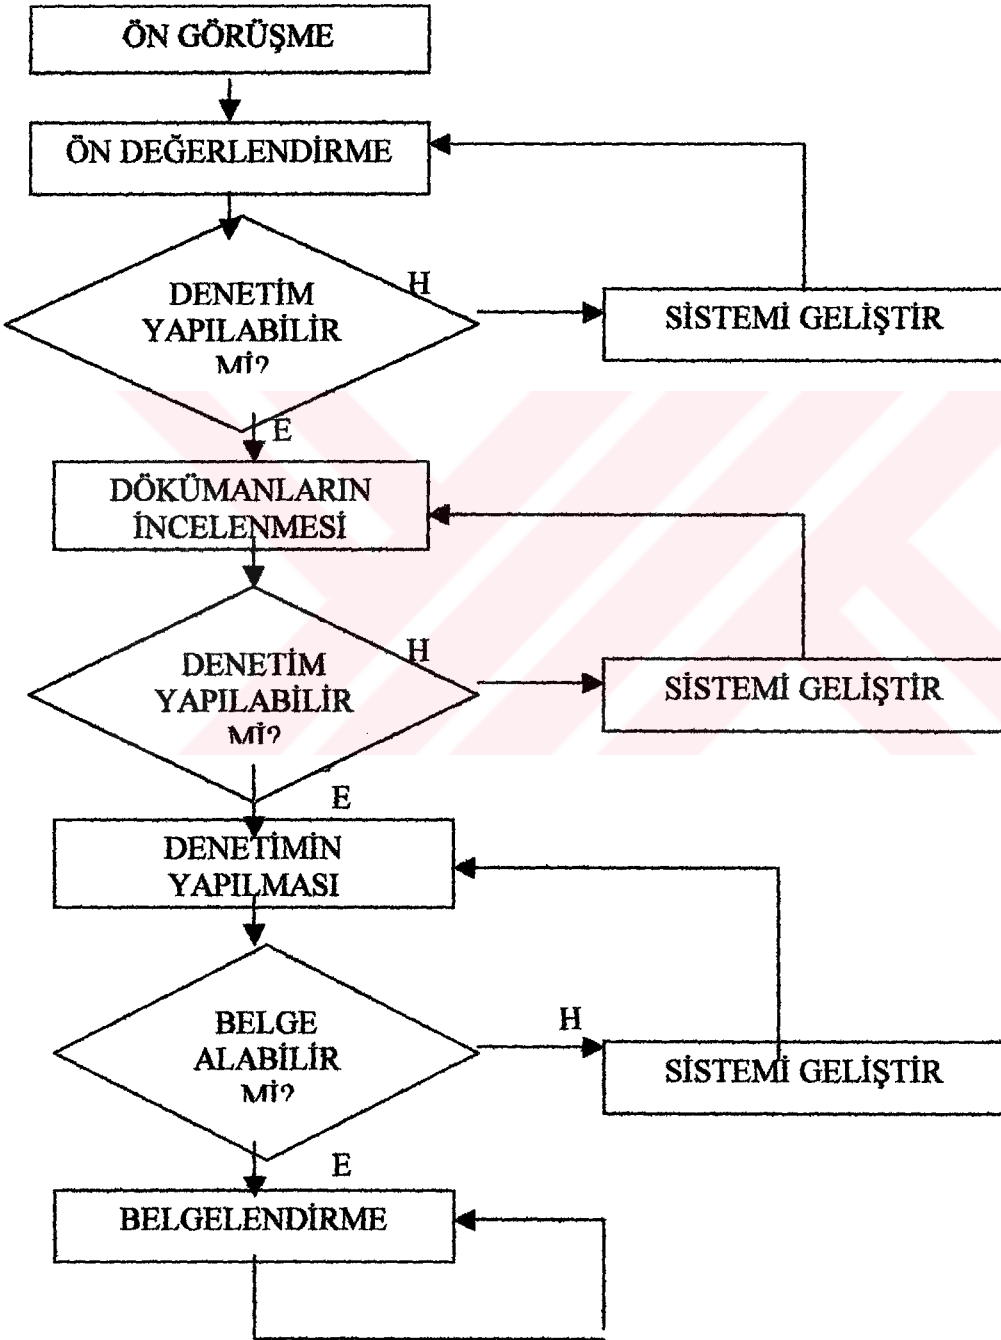 ÖN GÖRÜŞME
ÖN DEĞERLENDİRME
H
DENETİM
YAPILABİLİR
Mİ?
SİSTEMİ GELİŞTİR
E
DÖKÜMANLARIN
İNCELENMESİ
H
DENETİM
YAPILABİLİR
Mİ?
SİSTEMİ GELİŞTİR
E
DENETİMİN
YAPILMASI
BELGE
ALABİLİR
Mİ?
H
SİSTEMİ GELİŞTİR
E
BELGELENDİRME